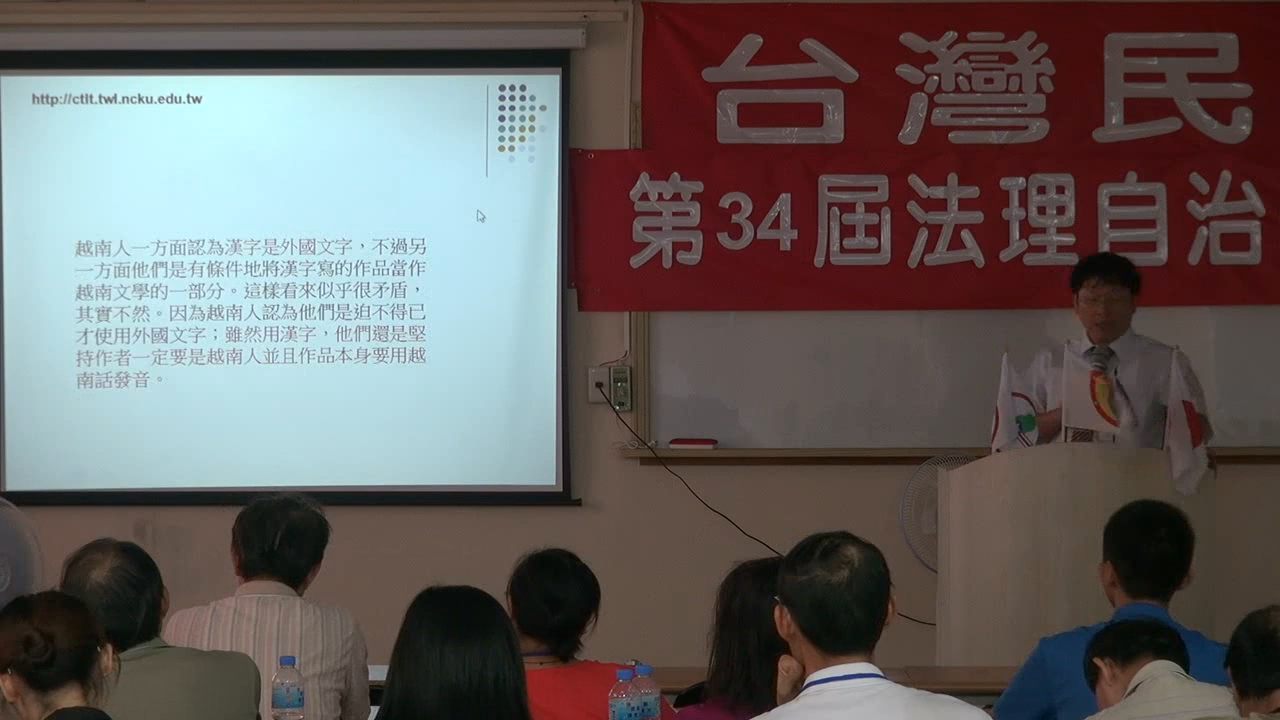 http://ctlt.twl.ncku.edu.tw
越南人一方面認為漢字是外國文字，不過另
一方面他們是有條件地將漢字寫的作品當作
越南文學的一部分。這樣看來似乎很矛盾，
其實不然。因為越南人認為他們是迫不得已
才使用外國文字；雖然用漢字，他們還是堅
持作者一定要是越南人並且作品本身要用越
南話發音。
台灣民
第34屆法理自治